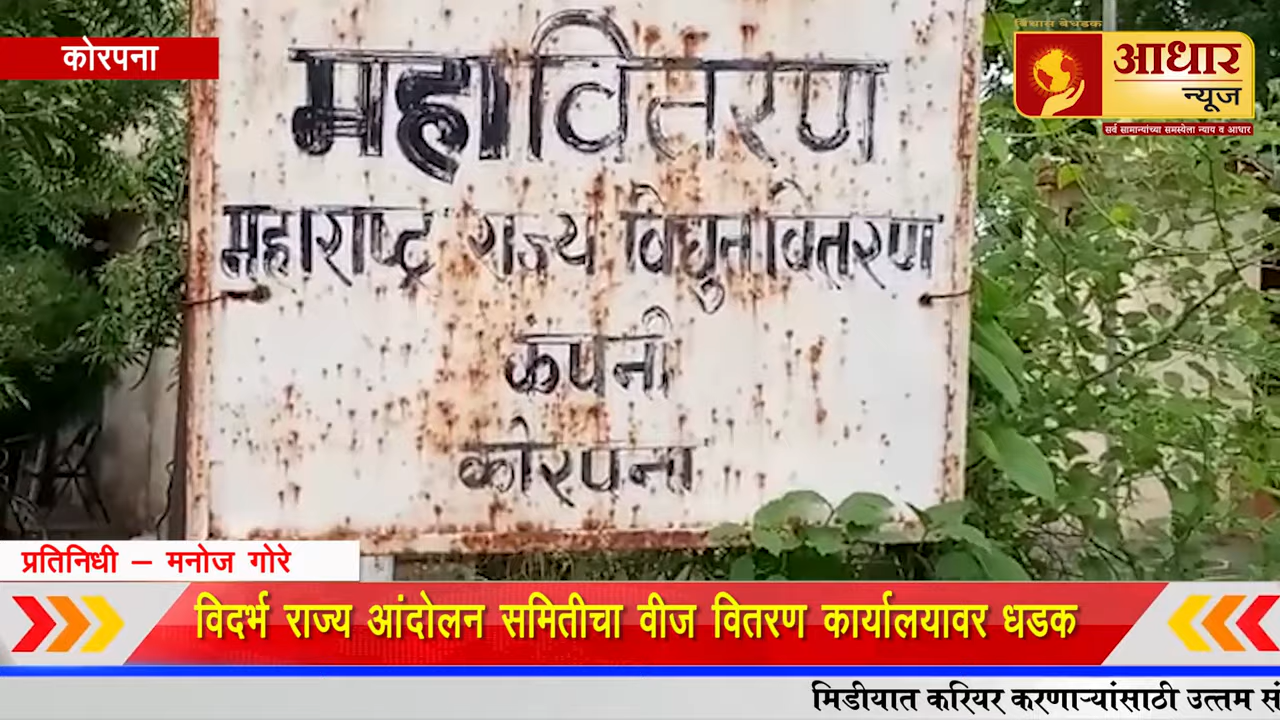 कोरपना
बिधास बेधडक
आधार
न्यूज
सर्व सामान्यांच्या समस्येला न्याय व आधार
महावितरण
महाराष्ट्र राज्य विद्युत वितरण
कंपनी
कोरपना
प्रतिनिधी – मनोज गोरे
विदर्भ राज्य आंदोलन समितीचा वीज वितरण कार्यालयावर धडक
मिडीयात करियर करणाऱ्यांसाठी उत्तम सं